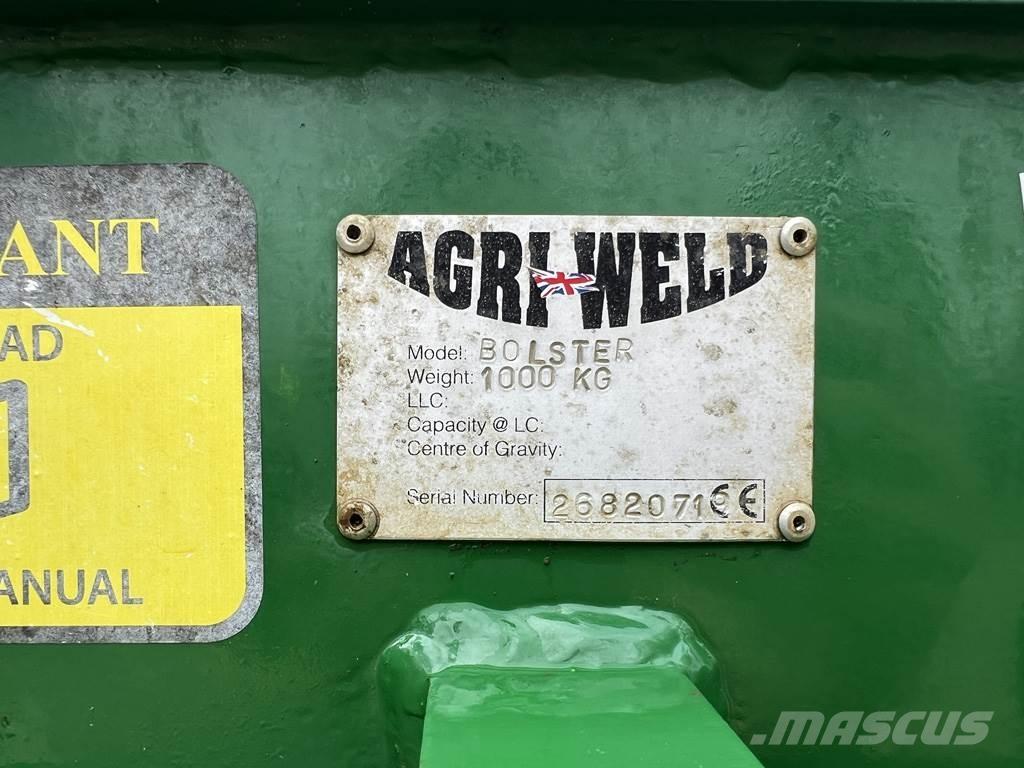 ANT
AD
ANUAL
AGRI-WELD
Model: BOLSTER
Weight: 1000 KG
LLC:
Capacity @ LC:
Centre of Gravity:
Serial Number: 26820719 CE
MASCUS